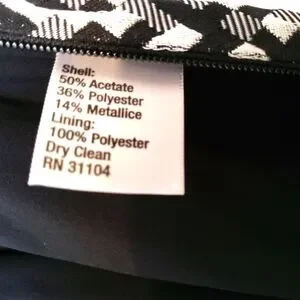 Shell:
50% Acetate
36% Polyester
14% Metallice
Lining:
100% Polyester
Dry Clean
RN 31104